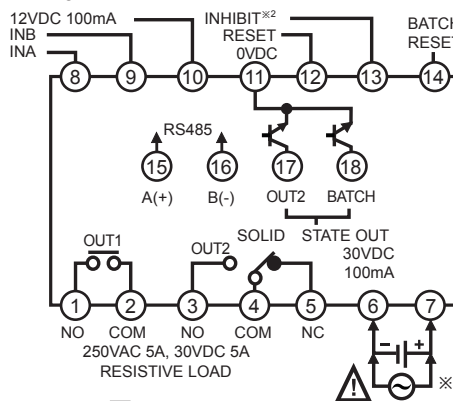 12VDC 100mA
INHIBIT※2
BATCH
INB
RESET
RESET
INA
0VDC
8
9
10
11
12
13
14
RS485
15
16
17
18
A(+)
B(-)
OUT2
BATCH
SOLID STATE OUT
30VDC
100mA
OUT1
OUT2
1
2
3
4
5
6
7
NO
COM
NO
COM
NC
250VAC 5A, 30VDC 5A
RESISTIVE LOAD
- +
!
※